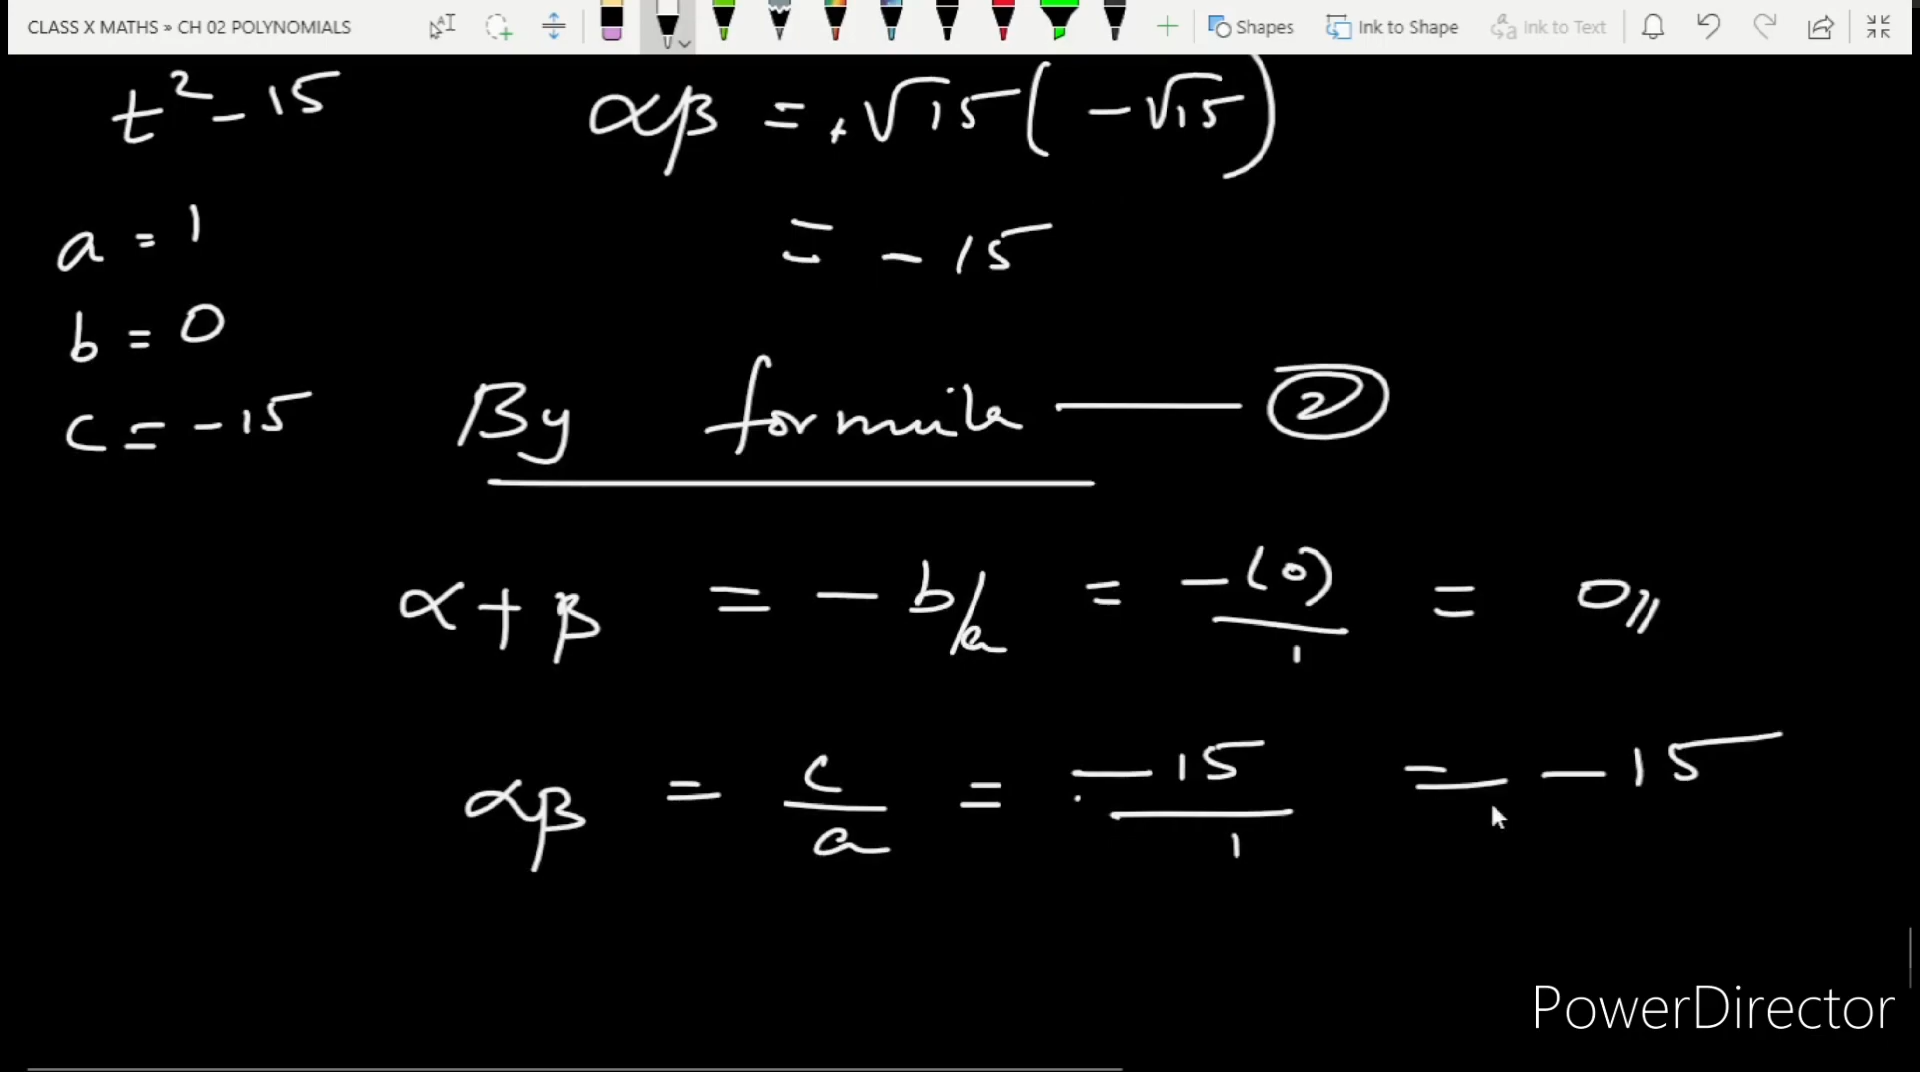 CLASS X MATHS » CH 02 POLYNOMIALS Shapes Ink to Shape Ink to Text
t² - 15 αβ = +√15(-√15)
a = 1 = -15
b = 0
c = -15 By formula — ②
α + β = - b/a = -(0)/1 = 0//
αβ = c/a = -15/1 = -15
PowerDirector